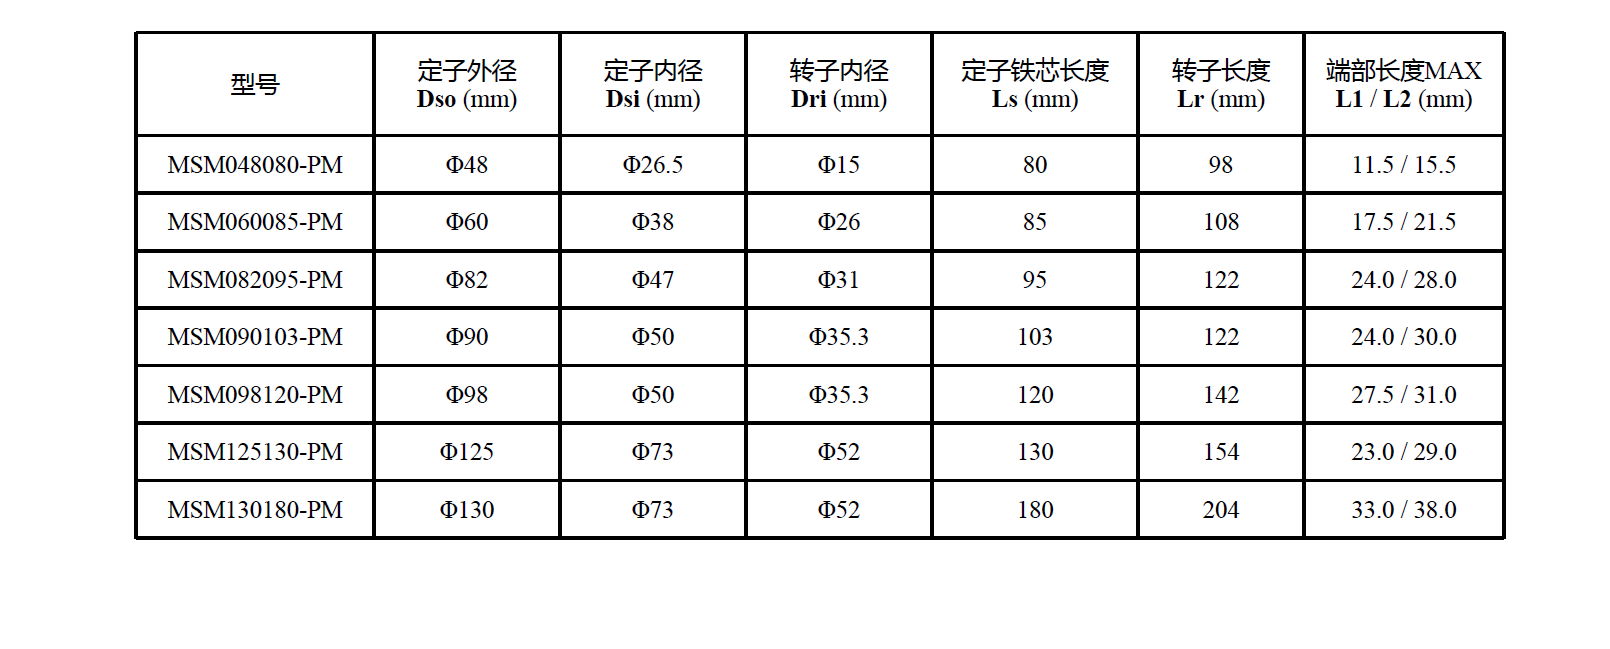 型号 定子外径 定子内径 转子内径 定子铁芯长度 转子长度 端部长度MAX
Dso (mm) Dsi (mm) Dri (mm) Ls (mm) Lr (mm) L1 / L2 (mm)
MSM048080-PM Φ48 Φ26.5 Φ15 80 98 11.5 / 15.5
MSM060085-PM Φ60 Φ38 Φ26 85 108 17.5 / 21.5
MSM082095-PM Φ82 Φ47 Φ31 95 122 24.0 / 28.0
MSM090103-PM Φ90 Φ50 Φ35.3 103 122 24.0 / 30.0
MSM098120-PM Φ98 Φ50 Φ35.3 120 142 27.5 / 31.0
MSM125130-PM Φ125 Φ73 Φ52 130 154 23.0 / 29.0
MSM130180-PM Φ130 Φ73 Φ52 180 204 33.0 / 38.0